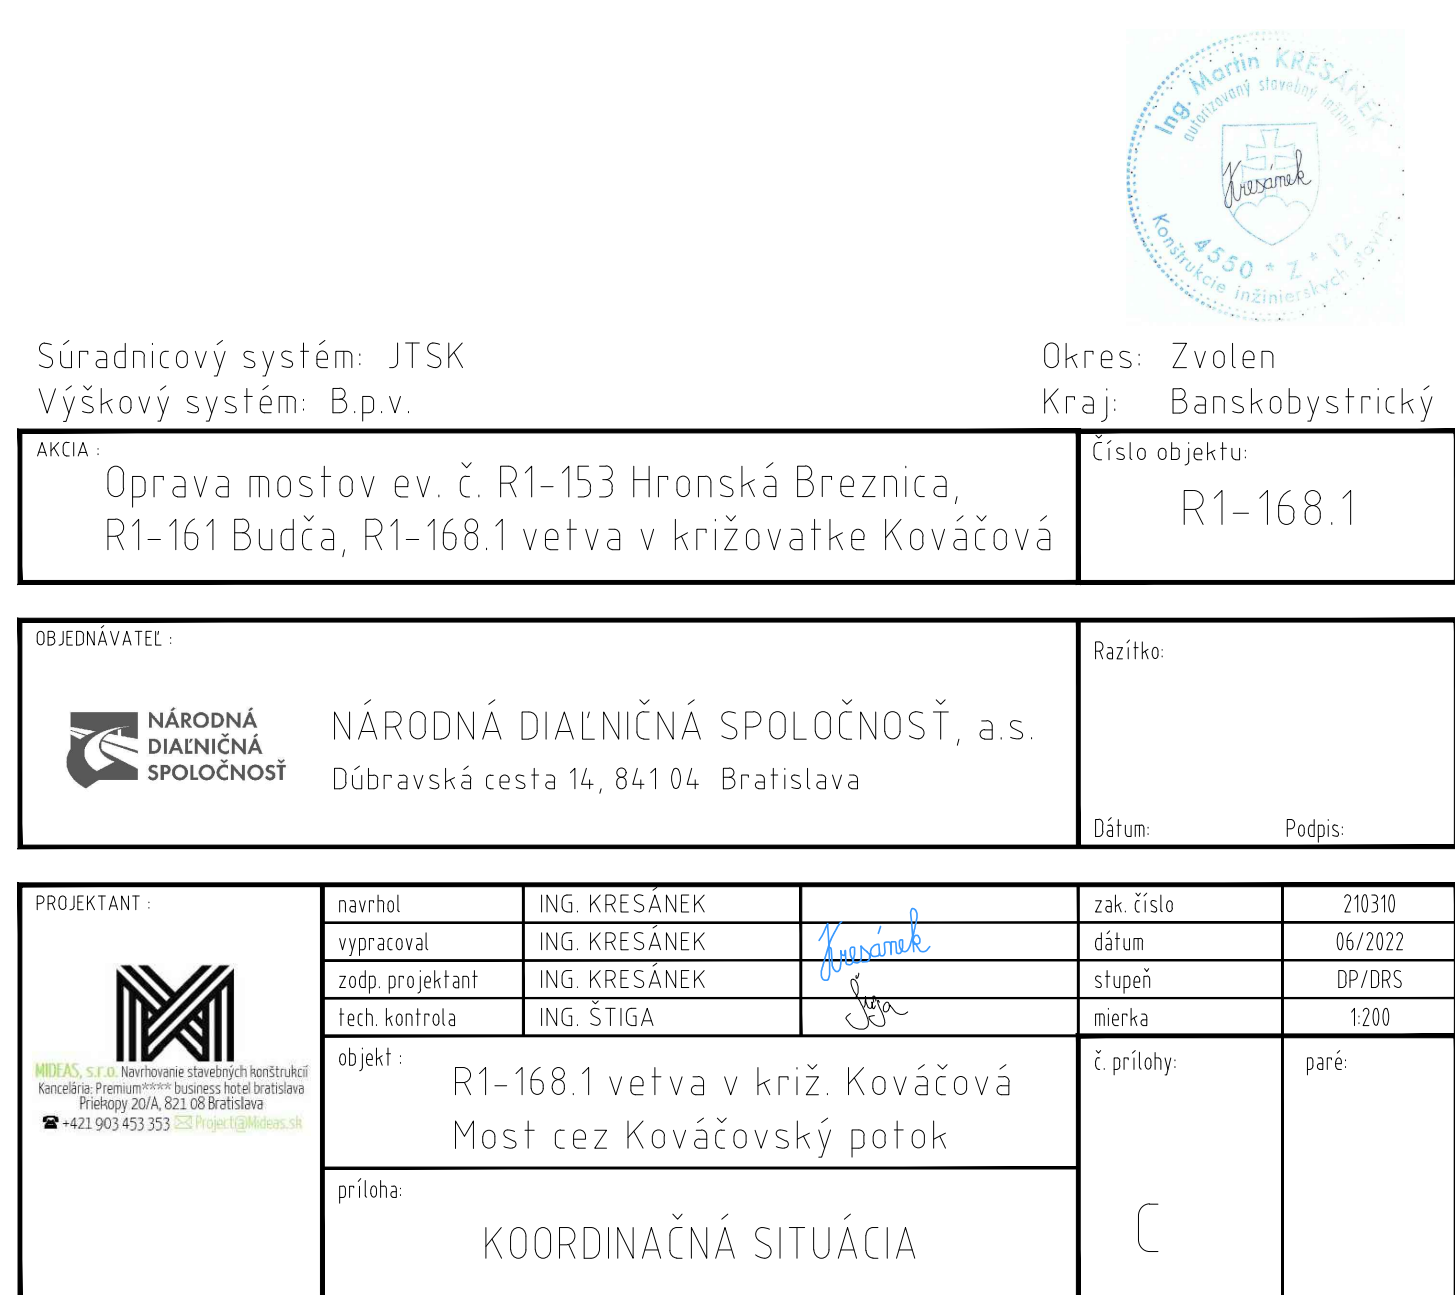 Ing. Martin KRESÁNEK
autorizovaný stavebný inžinier
Kresánek
4550 * Z * 12
Konštrukcie inžinierskych stavieb
Súradnicový systém: JTSK
Okres: Zvolen
Výškový systém: B.p.v.
Kraj: Banskobystrický
AKCIA :
Oprava mostov ev. č. R1-153 Hronská Breznica,
R1-161 Budča, R1-168.1 vetva v križovatke Kováčová
Číslo objektu:
R1-168.1
OBJEDNÁVATEĽ :
NÁRODNÁ
DIAĽNIČNÁ
SPOLOČNOSŤ
NÁRODNÁ DIAĽNIČNÁ SPOLOČNOSŤ, a.s.
Dúbravská cesta 14, 841 04 Bratislava
Razítko:
Dátum: Podpis:
PROJEKTANT :
MIDEAS, s.r.o. Navrhovanie stavebných konštrukcií
Kancelária: Premium**** business hotel bratislava
Priekopy 20/A, 821 08 Bratislava
☎ +421 903 453 353 ✉ Project@Mideas.sk
navrhol ING. KRESÁNEK
vypracoval ING. KRESÁNEK
Kresánek
zodp. projektant ING. KRESÁNEK
tech. kontrola ING. ŠTIGA
zak. číslo 210310
dátum 06/2022
stupeň DP/DRS
mierka 1:200
objekt :
R1-168.1 vetva v križ. Kováčová
Most cez Kováčovský potok
príloha:
KOORDINAČNÁ SITUÁCIA
č. prílohy:
C
paré: